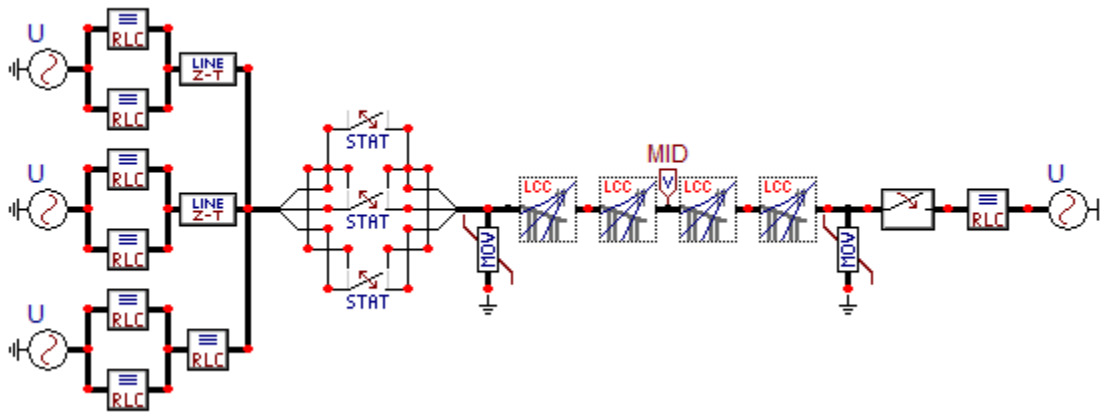 U
RLC
LINE
Z-T
RLC
U
RLC
LINE
Z-T
RLC
U
RLC
RLC
RLC
STAT
STAT
STAT
MOV
LCC
LCC
MID
V
LCC
LCC
MOV
RLC
U